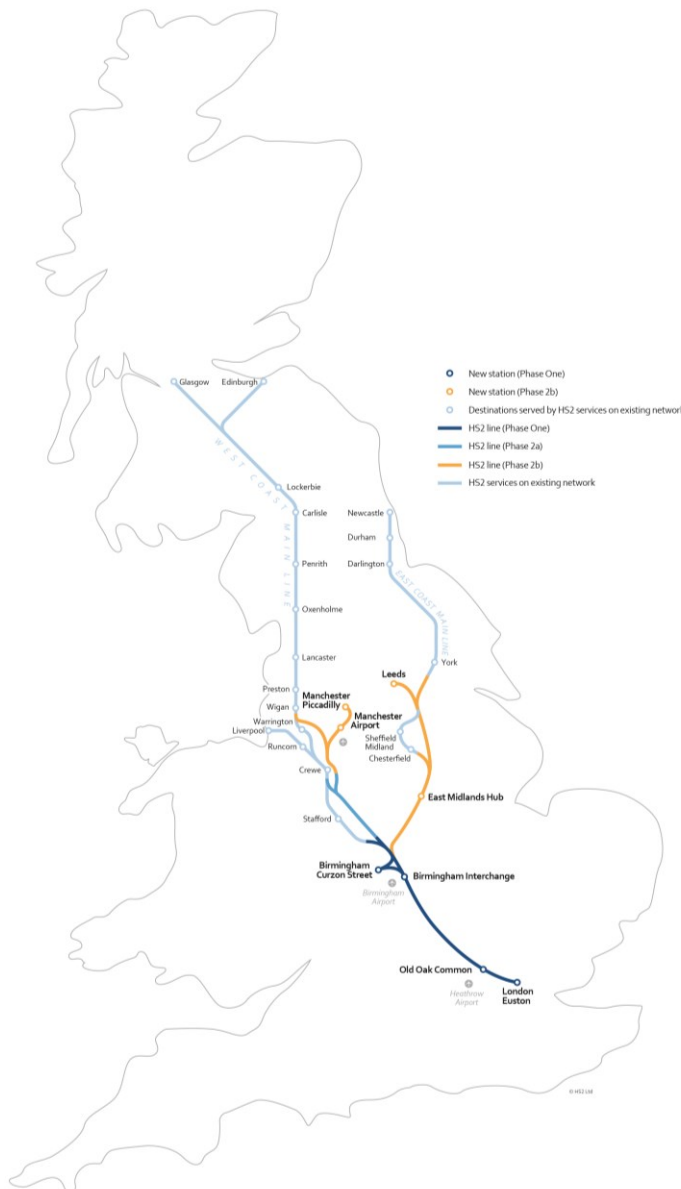 Glasgow
Edinburgh
New station (Phase One)
New station (Phase 2b)
Destinations served by HS2 services on existing network
HS2 line (Phase One)
HS2 line (Phase 2a)
HS2 line (Phase 2b)
HS2 services on existing network
WEST COAST MAIN LINE
Lockerbie
Carlisle
Newcastle
Durham
Penrith
Darlington
EAST COAST MAIN LINE
Oxenholme
Lancaster
York
Leeds
Preston
Manchester
Piccadilly
Wigan
Manchester
Airport
Warrington
Liverpool
Sheffield
Midland
Runcorn
Chesterfield
Crewe
East Midlands Hub
Stafford
Birmingham
Curzon Street
Birmingham Interchange
Birmingham
Airport
Old Oak Common
London
Euston
Heathrow
Airport
© HS2 Ltd